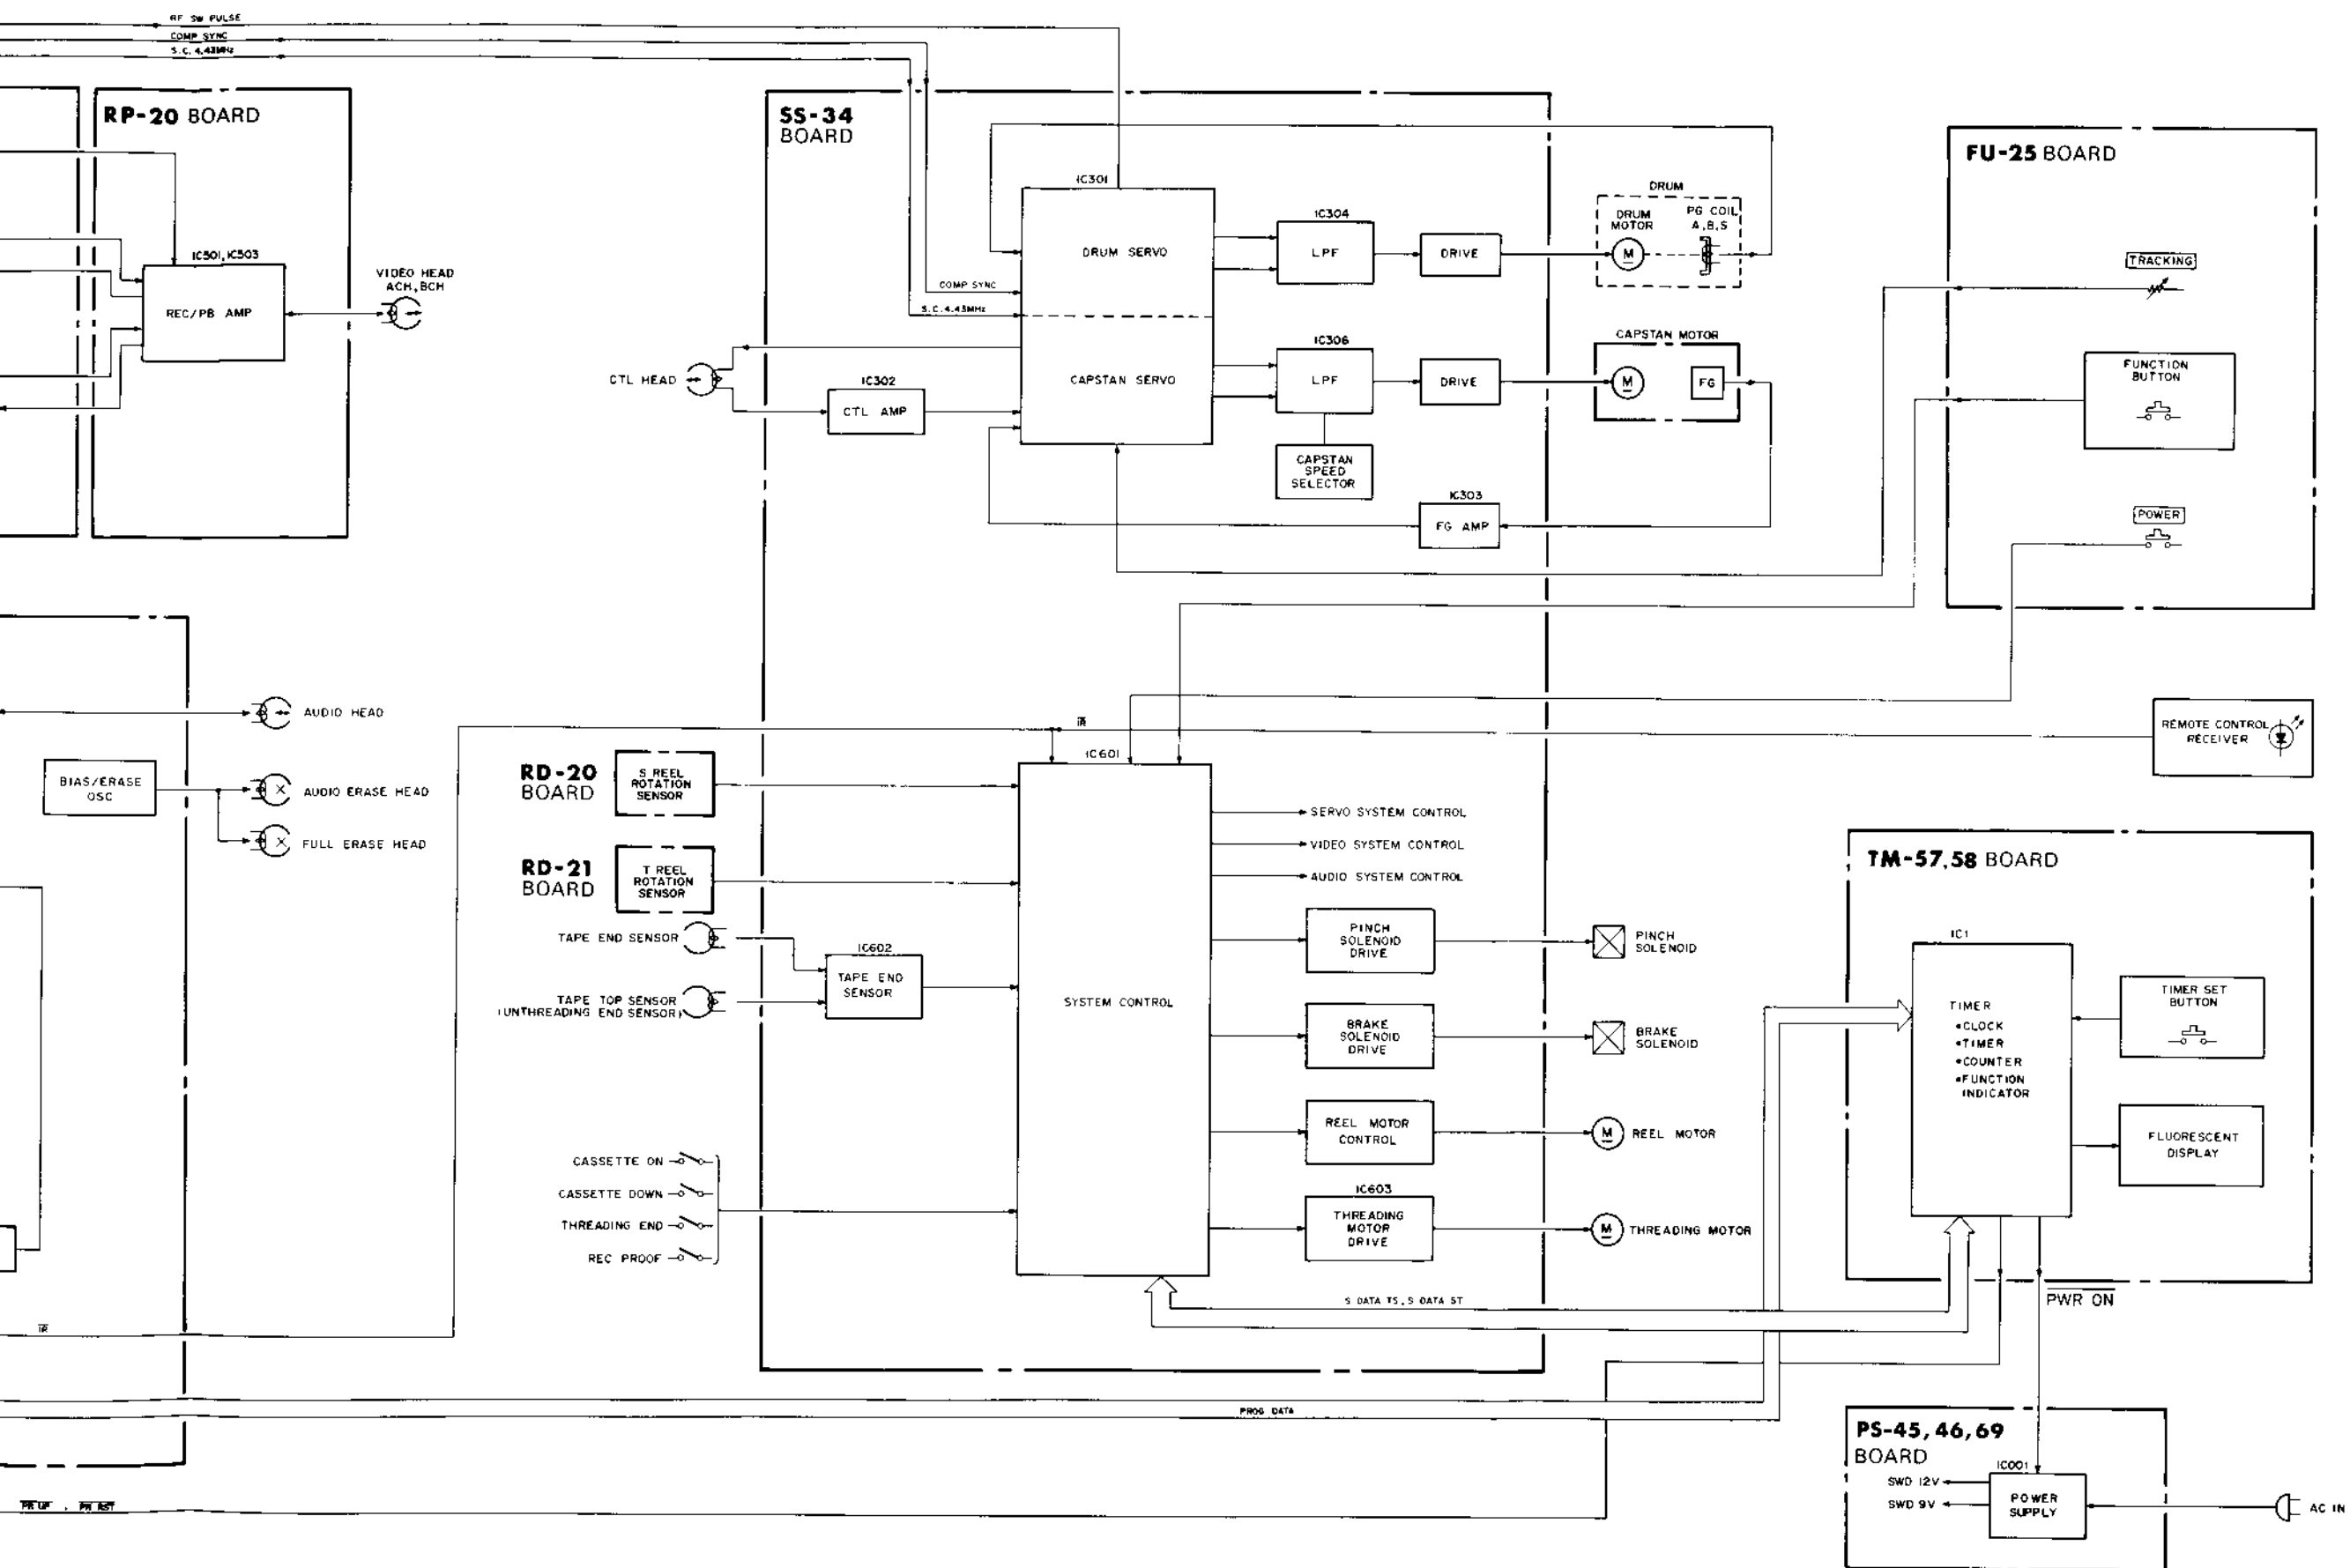 RF SW PULSE
COMP SYNC
S.C. 4.43MHz
RP-20 BOARD
IC501, IC503
REC/PB AMP
VIDEO HEAD
ACH, BCH
SS-34
BOARD
IC301
DRUM SERVO
COMP SYNC
S.C. 4.43MHz
CAPSTAN SERVO
CTL HEAD
IC302
CTL AMP
IC304
LPF
DRIVE
DRUM
DRUM
MOTOR
M
PG COIL
A,B,S
IC306
LPF
DRIVE
CAPSTAN MOTOR
M
FG
CAPSTAN
SPEED
SELECTOR
IC303
FG AMP
FU-25 BOARD
TRACKING
FUNCTION
BUTTON
POWER
AUDIO HEAD
BIAS/ERASE
OSC
AUDIO ERASE HEAD
FULL ERASE HEAD
IR
REMOTE CONTROL
RECEIVER
RD-20
BOARD
S REEL
ROTATION
SENSOR
RD-21
BOARD
T REEL
ROTATION
SENSOR
TAPE END SENSOR
TAPE TOP SENSOR
(UNTHREADING END SENSOR)
IC602
TAPE END
SENSOR
CASSETTE ON
CASSETTE DOWN
THREADING END
REC PROOF
IC601
SYSTEM CONTROL
SERVO SYSTEM CONTROL
VIDEO SYSTEM CONTROL
AUDIO SYSTEM CONTROL
PINCH
SOLENOID
DRIVE
PINCH
SOLENOID
BRAKE
SOLENOID
DRIVE
BRAKE
SOLENOID
REEL MOTOR
CONTROL
M
REEL MOTOR
IC603
THREADING
MOTOR
DRIVE
M
THREADING MOTOR
S DATA TS, S DATA ST
TM-57,58 BOARD
IC1
TIMER
•CLOCK
•TIMER
•COUNTER
•FUNCTION
INDICATOR
TIMER SET
BUTTON
FLUORESCENT
DISPLAY
PWR ON
IR
PROG DATA
PR UP , PR RST
PS-45, 46, 69
BOARD
IC001
SWD 12V
SWD 9V
POWER
SUPPLY
AC IN